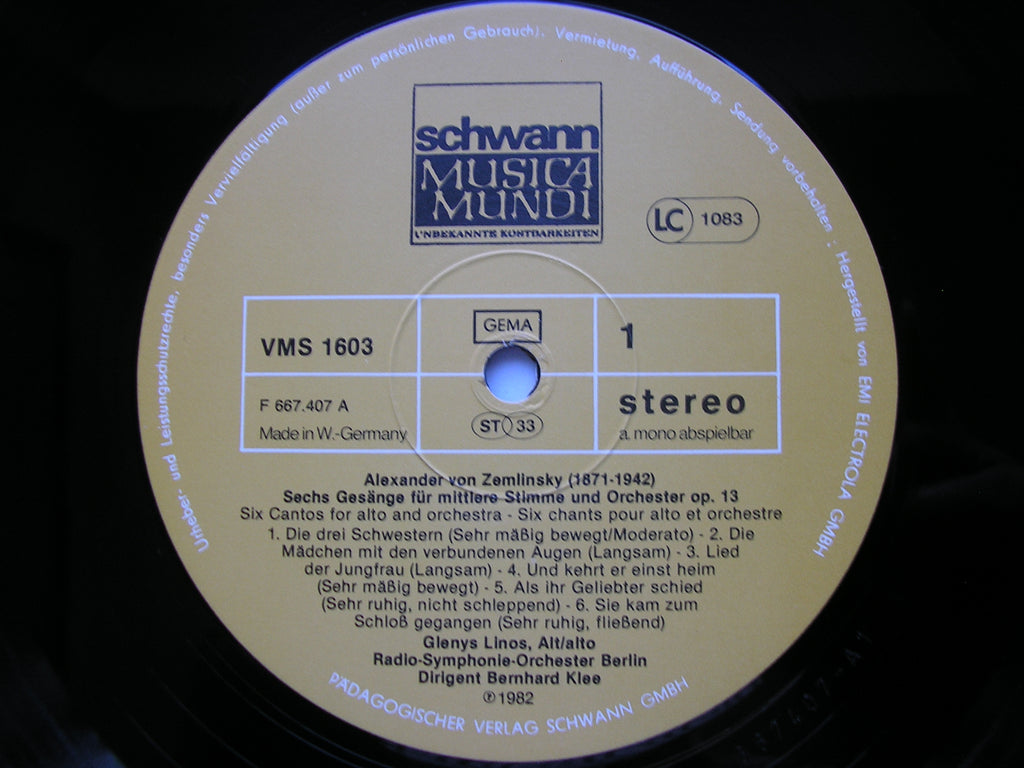 Urheber- und Leistungsschutzrechte, besonders Vervielfältigung (außer zum persönlichen Gebrauch), Vermietung, Aufführung, Sendung vorbehalten ; Hergestellt von EMI ELECTROLA GMBH
schwann
MUSICA
MUNDI
UNBEKANNTE KOSTBARKEITEN
LC 1083
VMS 1603
GEMA
1
F 667.407 A
Made in W.-Germany
ST 33
stereo
a. mono abspielbar
Alexander von Zemlinsky (1871-1942)
Sechs Gesänge für mittlere Stimme und Orchester op. 13
Six Cantos for alto and orchestra - Six chants pour alto et orchestre
1. Die drei Schwestern (Sehr mäßig bewegt/Moderato) - 2. Die
Mädchen mit den verbundenen Augen (Langsam) - 3. Lied
der Jungfrau (Langsam) - 4. Und kehrt er einst heim
(Sehr mäßig bewegt) - 5. Als ihr Geliebter schied
(Sehr ruhig, nicht schleppend) - 6. Sie kam zum
Schloß gegangen (Sehr ruhig, fließend)
Glenys Linos, Alt/alto
Radio-Symphonie-Orchester Berlin
Dirigent Bernhard Klee
℗ 1982
PÄDAGOGISCHER VERLAG SCHWANN GMBH